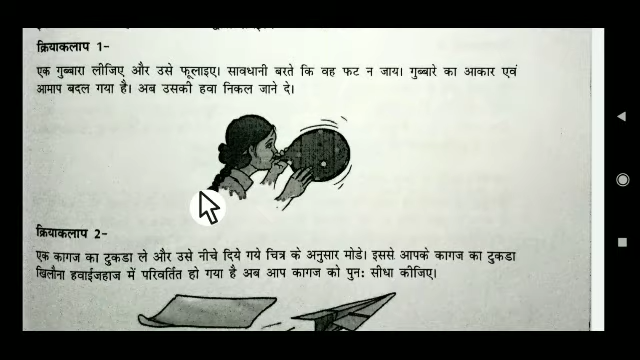 क्रियाकलाप 1-
एक गुब्बारा लीजिए और उसे फूलाइए। सावधानी बरते कि वह फट न जाय। गुब्बारे का आकार एवं
आमाप बदल गया है। अब उसकी हवा निकल जाने दे।
क्रियाकलाप 2-
एक कागज का टुकडा ले और उसे नीचे दिये गये चित्र के अनुसार मोडे। इससे आपके कागज का टुकडा
खिलौना हवाईजहाज में परिवर्तित हो गया है अब आप कागज को पुन: सीधा कीजिए।